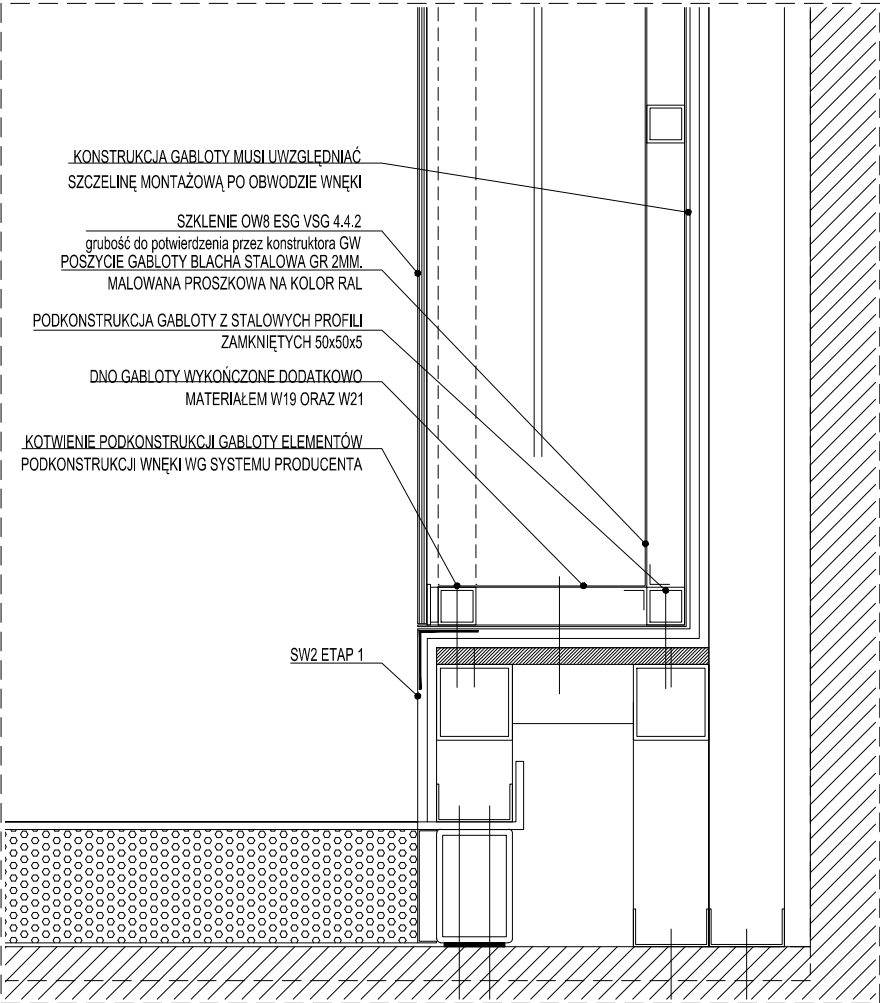 KONSTRUKCJA GABLOTY MUSI UWZGLĘDNIAĆ
SZCZELINĘ MONTAŻOWĄ PO OBWODZIE WNĘKI
SZKLENIE OW8 ESG VSG 4.4.2
grubość do potwierdzenia przez konstruktora GW
POSZYCIE GABLOTY BLACHA STALOWA GR 2MM.
MALOWANA PROSZKOWA NA KOLOR RAL
PODKONSTRUKCJA GABLOTY Z STALOWYCH PROFILI
ZAMKNIĘTYCH 50x50x5
DNO GABLOTY WYKOŃCZONE DODATKOWO
MATERIAŁEM W19 ORAZ W21
KOTWIENIE PODKONSTRUKCJI GABLOTY ELEMENTÓW
PODKONSTRUKCJI WNĘKI WG SYSTEMU PRODUCENTA
SW2 ETAP 1